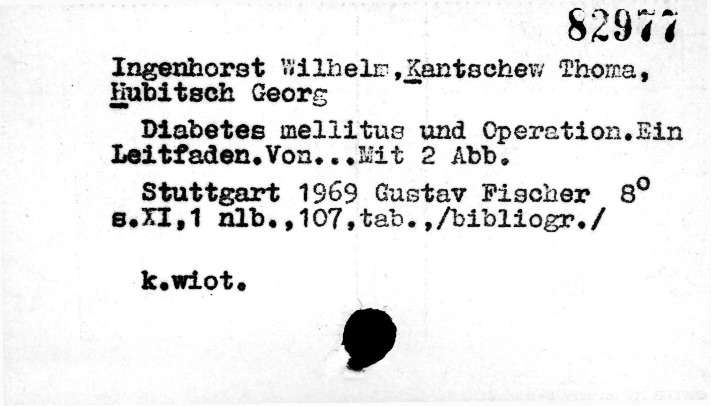 82977
Ingenhorst Wilhelm,Kantschew Thoma,
Hubitsch Georg
Diabetes mellitus und Operation.Ein
Leitfaden.Von...Mit 2 Abb.
Stuttgart 1969 Gustav Fischer 8°
s.XI,1 nlb.,107,tab.,/bibliogr./
k.wiot.